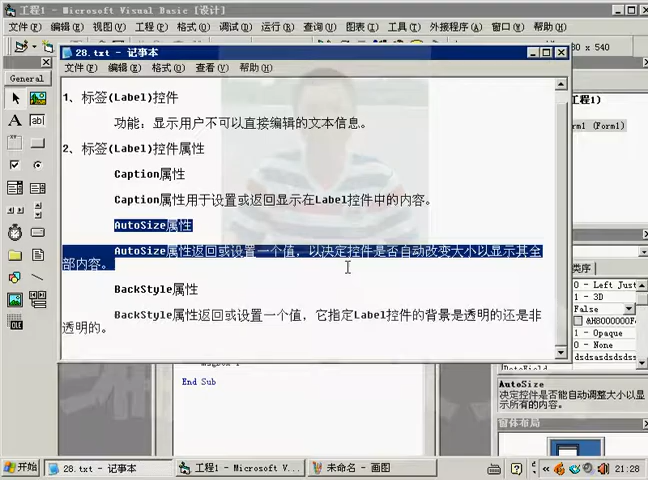 工程1 - Microsoft Visual Basic [设计]
文件(F) 编辑(E) 视图(V) 工程(P) 格式(O) 调试(D) 运行(R) 查询(U) 图表(I) 工具(T) 外接程序(A) 窗口(W) 帮助(H)
28.txt - 记事本
文件(F) 编辑(E) 格式(O) 查看(V) 帮助(H)
General
1、标签(Label)控件
功能：显示用户不可以直接编辑的文本信息。
2、标签(Label)控件属性
Caption属性
Caption属性用于设置或返回显示在Label控件中的内容。
AutoSize属性
AutoSize属性返回或设置一个值，以决定控件是否自动改变大小以显示其全
部内容。
BackStyle属性
BackStyle属性返回或设置一个值，它指定Label控件的背景是透明的还是非
透明的。
x 540
工程1)
(Form1)
0 - Left Just
1 - 3D
False
&H8000000F
1 - Opaque
0 - None
End Sub
AutoSize
决定控件是否能自动调整大小以显
示所有的内容。
窗体布局
开始
28.txt - 记事本
工程1 - Microsoft V...
未命名 - 画图
21:28